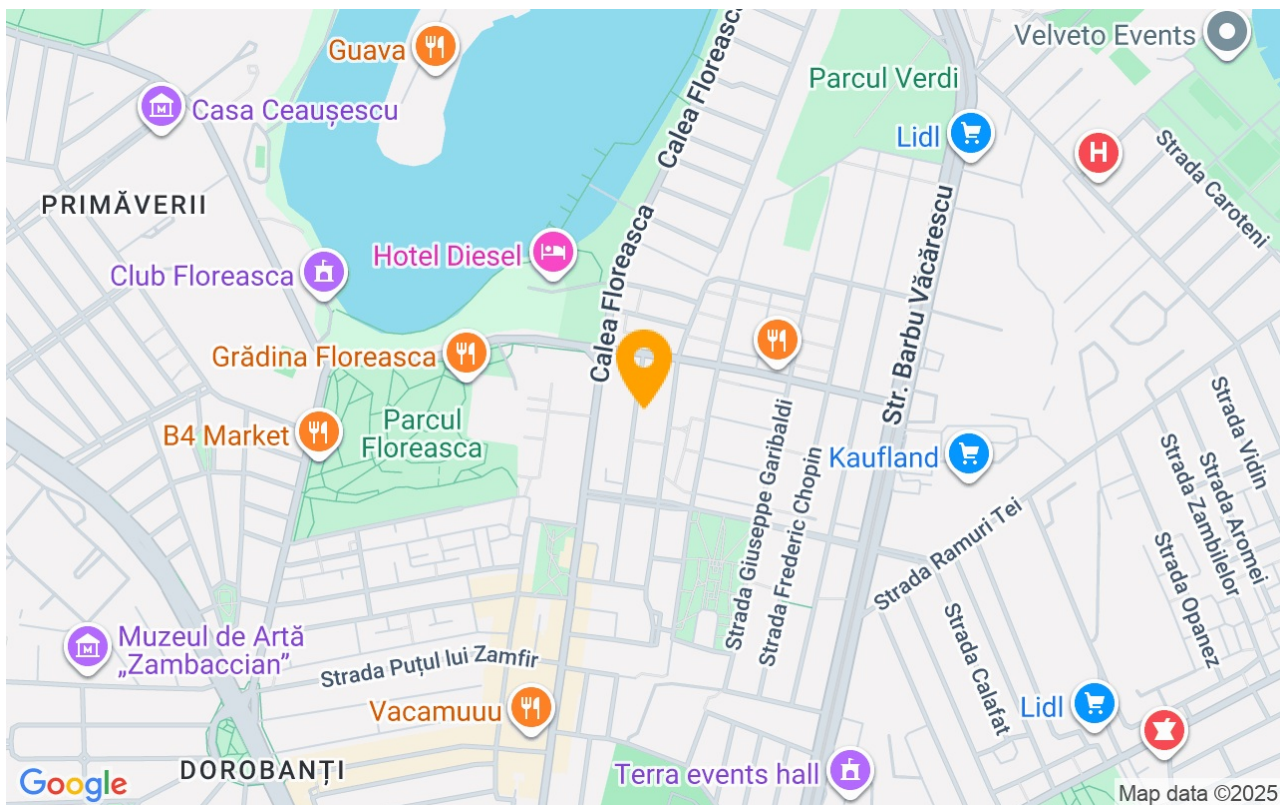 Guava
Velveto Events
Calea Floreasca
Parcul Verdi
Casa Ceaușescu
Lidl
H
Strada Caroteni
PRIMĂVERII
Calea Floreasca
Str. Barbu Văcărescu
Hotel Diesel
Club Floreasca
Grădina Floreasca
B4 Market
Parcul
Floreasca
Kaufland
Strada Giuseppe Garibaldi
Strada Frederic Chopin
Strada Vidin
Strada Aromei
Strada Zambilelor
Strada Opanez
Strada Ramuri Tei
Strada Calafat
Muzeul de Artă
„Zambaccian”
Strada Puțul lui Zamfir
Vacamuuu
Lidl
DOROBANȚI
Terra events hall
Google
Map data ©2025